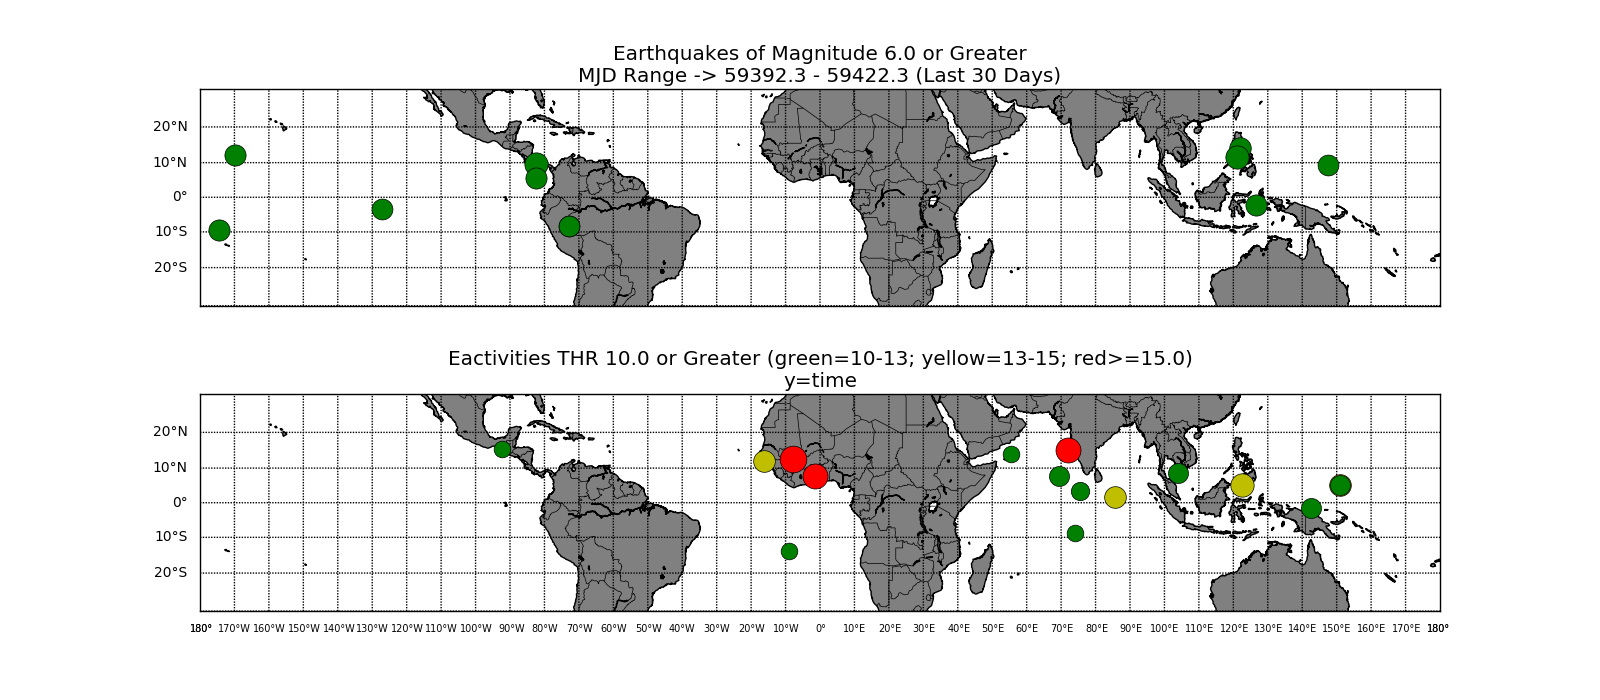 Earthquakes of Magnitude 6.0 or Greater
MJD Range -> 59392.3 - 59422.3 (Last 30 Days)
20°N
10°N
0°
10°S
20°S
Eactivities THR 10.0 or Greater (green=10-13; yellow=13-15; red>=15.0)
y=time
20°N
10°N
0°
10°S
20°S
180° 170°W 160°W 150°W 140°W 130°W 120°W 110°W 100°W 90°W 80°W 70°W 60°W 50°W 40°W 30°W 20°W 10°W 0° 10°E 20°E 30°E 40°E 50°E 60°E 70°E 80°E 90°E 100°E 110°E 120°E 130°E 140°E 150°E 160°E 170°E 180°